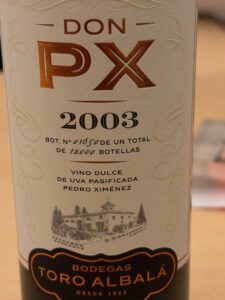 DON
PX
2003
BOT. Nº 01650 DE UN TOTAL
DE 12000 BOTELLAS
VINO DULCE
DE UVA PASIFICADA
PEDRO XIMÉNEZ
BODEGAS
TORO ALBALÁ
DESDE 1922